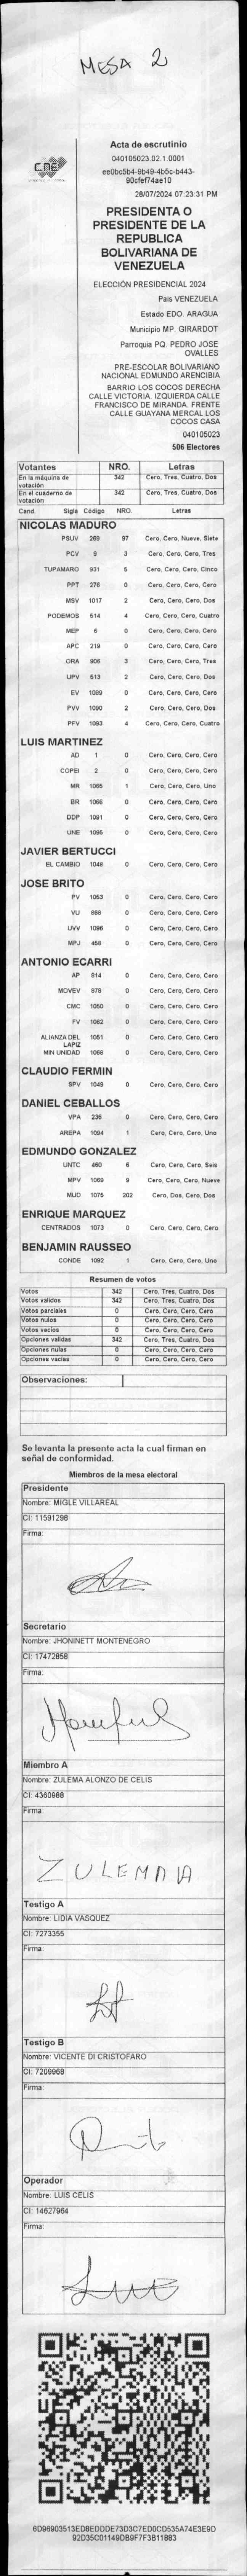 MESA 2
CNE
Acta de escrutinio
040105023.02.1.0001
ee0bc5b4-9b49-4b5c-b443-
90cfef74ae10
28/07/2024 07:23:31 PM
PRESIDENTA O
PRESIDENTE DE LA
REPUBLICA
BOLIVARIANA DE
VENEZUELA
ELECCIÓN PRESIDENCIAL 2024
Pais VENEZUELA
Estado EDO. ARAGUA
Municipio MP. GIRARDOT
Parroquia PQ. PEDRO JOSE
OVALLES
PRE-ESCOLAR BOLIVARIANO
NACIONAL EDMUNDO ARENCIBIA
BARRIO LOS COCOS DERECHA
CALLE VICTORIA. IZQUIERDA CALLE
FRANCISCO DE MIRANDA. FRENTE
CALLE GUAYANA MERCAL LOS
COCOS CASA
040105023
506 Electores
Votantes NRO. Letras
En la máquina de votación 342 Cero, Tres, Cuatro, Dos
En el cuaderno de votación 342 Cero, Tres, Cuatro, Dos
Cand. Sigla Código NRO. Letras
NICOLAS MADURO
PSUV 269 97 Cero, Cero, Nueve, Siete
PCV 9 3 Cero, Cero, Cero, Tres
TUPAMARO 931 5 Cero, Cero, Cero, Cinco
PPT 276 0 Cero, Cero, Cero, Cero
MSV 1017 2 Cero, Cero, Cero, Dos
PODEMOS 514 4 Cero, Cero, Cero, Cuatro
MEP 6 0 Cero, Cero, Cero, Cero
APC 219 0 Cero, Cero, Cero, Cero
ORA 906 3 Cero, Cero, Cero, Tres
UPV 513 2 Cero, Cero, Cero, Dos
EV 1089 0 Cero, Cero, Cero, Cero
PVV 1090 2 Cero, Cero, Cero, Dos
PFV 1093 4 Cero, Cero, Cero, Cuatro
LUIS MARTINEZ
AD 1 0 Cero, Cero, Cero, Cero
COPEI 2 0 Cero, Cero, Cero, Cero
MR 1065 1 Cero, Cero, Cero, Uno
BR 1066 0 Cero, Cero, Cero, Cero
DDP 1091 0 Cero, Cero, Cero, Cero
UNE 1095 0 Cero, Cero, Cero, Cero
JAVIER BERTUCCI
EL CAMBIO 1048 0 Cero, Cero, Cero, Cero
JOSE BRITO
PV 1053 0 Cero, Cero, Cero, Cero
VU 868 0 Cero, Cero, Cero, Cero
UVV 1096 0 Cero, Cero, Cero, Cero
MPJ 458 0 Cero, Cero, Cero, Cero
ANTONIO ECARRI
AP 814 0 Cero, Cero, Cero, Cero
MOVEV 878 0 Cero, Cero, Cero, Cero
CMC 1050 0 Cero, Cero, Cero, Cero
FV 1062 0 Cero, Cero, Cero, Cero
ALIANZA DEL LAPIZ 1051 0 Cero, Cero, Cero, Cero
MIN UNIDAD 1068 0 Cero, Cero, Cero, Cero
CLAUDIO FERMIN
SPV 1049 0 Cero, Cero, Cero, Cero
DANIEL CEBALLOS
VPA 236 0 Cero, Cero, Cero, Cero
AREPA 1094 1 Cero, Cero, Cero, Uno
EDMUNDO GONZALEZ
UNTC 460 6 Cero, Cero, Cero, Seis
MPV 1069 9 Cero, Cero, Cero, Nueve
MUD 1075 202 Cero, Dos, Cero, Dos
ENRIQUE MARQUEZ
CENTRADOS 1073 0 Cero, Cero, Cero, Cero
BENJAMIN RAUSSEO
CONDE 1092 1 Cero, Cero, Cero, Uno
Resumen de votos
Votos 342 Cero, Tres, Cuatro, Dos
Votos validos 342 Cero, Tres, Cuatro, Dos
Votos parciales 0 Cero, Cero, Cero, Cero
Votos nulos 0 Cero, Cero, Cero, Cero
Votos vacios 0 Cero, Cero, Cero, Cero
Opciones validas 342 Cero, Tres, Cuatro, Dos
Opciones nulas 0 Cero, Cero, Cero, Cero
Opciones vacias 0 Cero, Cero, Cero, Cero
Observaciones:
Se levanta la presente acta la cual firman en
señal de conformidad.
Miembros de la mesa electoral
Presidente
Nombre: MIGLE VILLAREAL
CI: 11591298
Firma:
Secretario
Nombre: JHONINETT MONTENEGRO
CI: 17472858
Firma:
Miembro A
Nombre: ZULEMA ALONZO DE CELIS
CI: 4360988
Firma:
ZULEMA A
Testigo A
Nombre: LIDIA VASQUEZ
CI: 7273355
Firma:
Testigo B
Nombre: VICENTE DI CRISTOFARO
CI: 7209968
Firma:
Operador
Nombre: LUIS CELIS
CI: 14627964
Firma:
6D96903513ED8EDDDE73D3C7ED0CD535A74E3E9D
92D35C01149DB9F7F3B11883